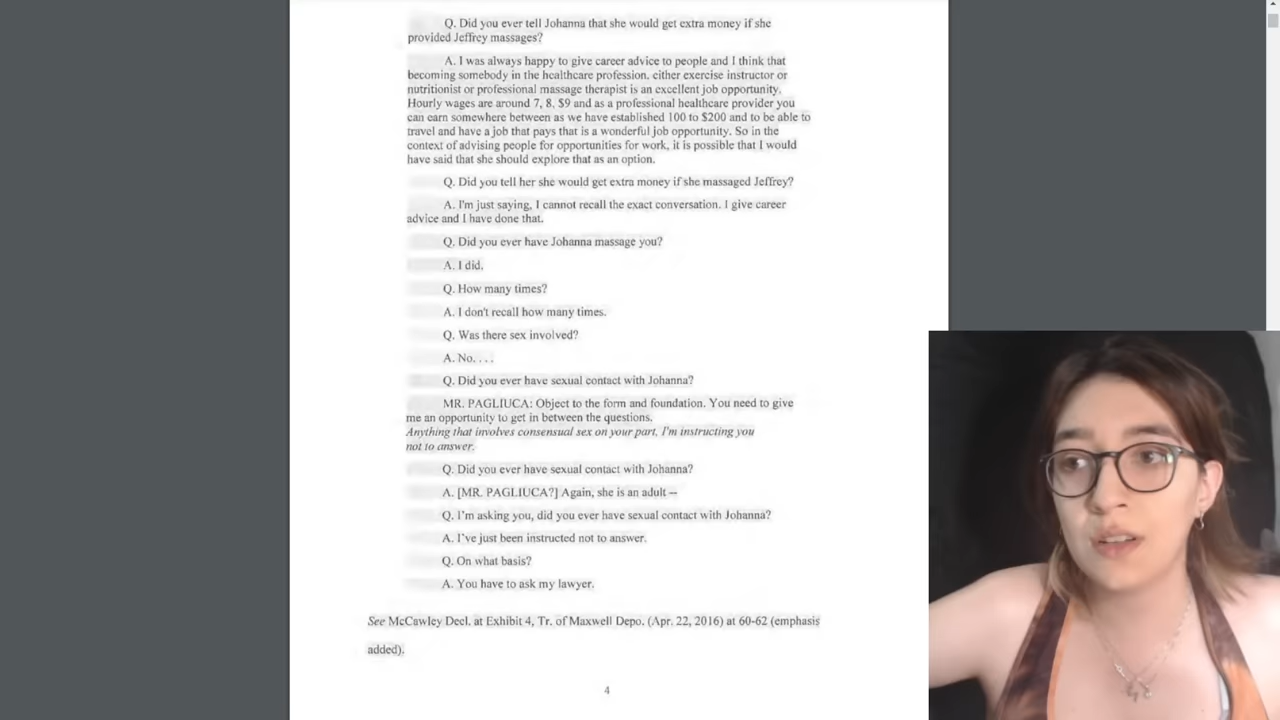 Q. Did you ever tell Johanna that she would get extra money if she
provided Jeffrey massages?
A. I was always happy to give career advice to people and I think that
becoming somebody in the healthcare profession, either exercise instructor or
nutritionist or professional massage therapist is an excellent job opportunity.
Hourly wages are around 7, 8, $9 and as a professional healthcare provider you
can earn somewhere between as we have established 100 to $200 and to be able to
travel and have a job that pays that is a wonderful job opportunity. So in the
context of advising people for opportunities for work, it is possible that I would
have said that she should explore that as an option.
Q. Did you tell her she would get extra money if she massaged Jeffrey?
A. I'm just saying, I cannot recall the exact conversation. I give career
advice and I have done that.
Q. Did you ever have Johanna massage you?
A. I did.
Q. How many times?
A. I don't recall how many times.
Q. Was there sex involved?
A. No. . . .
Q. Did you ever have sexual contact with Johanna?
MR. PAGLIUCA: Object to the form and foundation. You need to give
me an opportunity to get in between the questions.
Anything that involves consensual sex on your part, I'm instructing you
not to answer.
Q. Did you ever have sexual contact with Johanna?
A. [MR. PAGLIUCA?] Again, she is an adult --
Q. I'm asking you, did you ever have sexual contact with Johanna?
A. I've just been instructed not to answer.
Q. On what basis?
A. You have to ask my lawyer.
See McCawley Decl. at Exhibit 4, Tr. of Maxwell Depo. (Apr. 22, 2016) at 60-62 (emphasis
added).
4